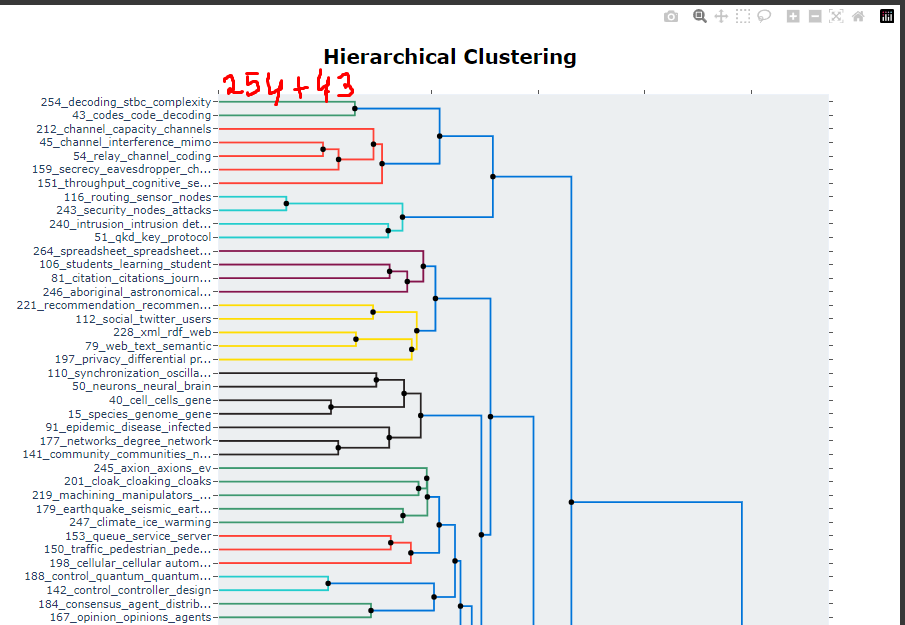 Hierarchical Clustering
254+43
254_decoding_stbc_complexity
43_codes_code_decoding
212_channel_capacity_channels
45_channel_interference_mimo
54_relay_channel_coding
159_secrecy_eavesdropper_ch...
151_throughput_cognitive_se...
116_routing_sensor_nodes
243_security_nodes_attacks
240_intrusion_intrusion det...
51_qkd_key_protocol
264_spreadsheet_spreadsheet...
106_students_learning_student
81_citation_citations_journ...
246_aboriginal_astronomical...
221_recommendation_recommen...
112_social_twitter_users
228_xml_rdf_web
79_web_text_semantic
197_privacy_differential pr...
110_synchronization_oscilla...
50_neurons_neural_brain
40_cell_cells_gene
15_species_genome_gene
91_epidemic_disease_infected
177_networks_degree_network
141_community_communities_n...
245_axion_axions_ev
201_cloak_cloaking_cloaks
219_machining_manipulators_...
179_earthquake_seismic_eart...
247_climate_ice_warming
153_queue_service_server
150_traffic_pedestrian_pede...
198_cellular_cellular autom...
188_control_quantum_quantum...
142_control_controller_design
184_consensus_agent_distrib...
167_opinion_opinions_agents